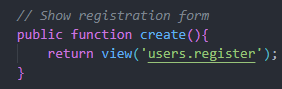 // Show registration form
public function create(){
    return view('users.register');
}